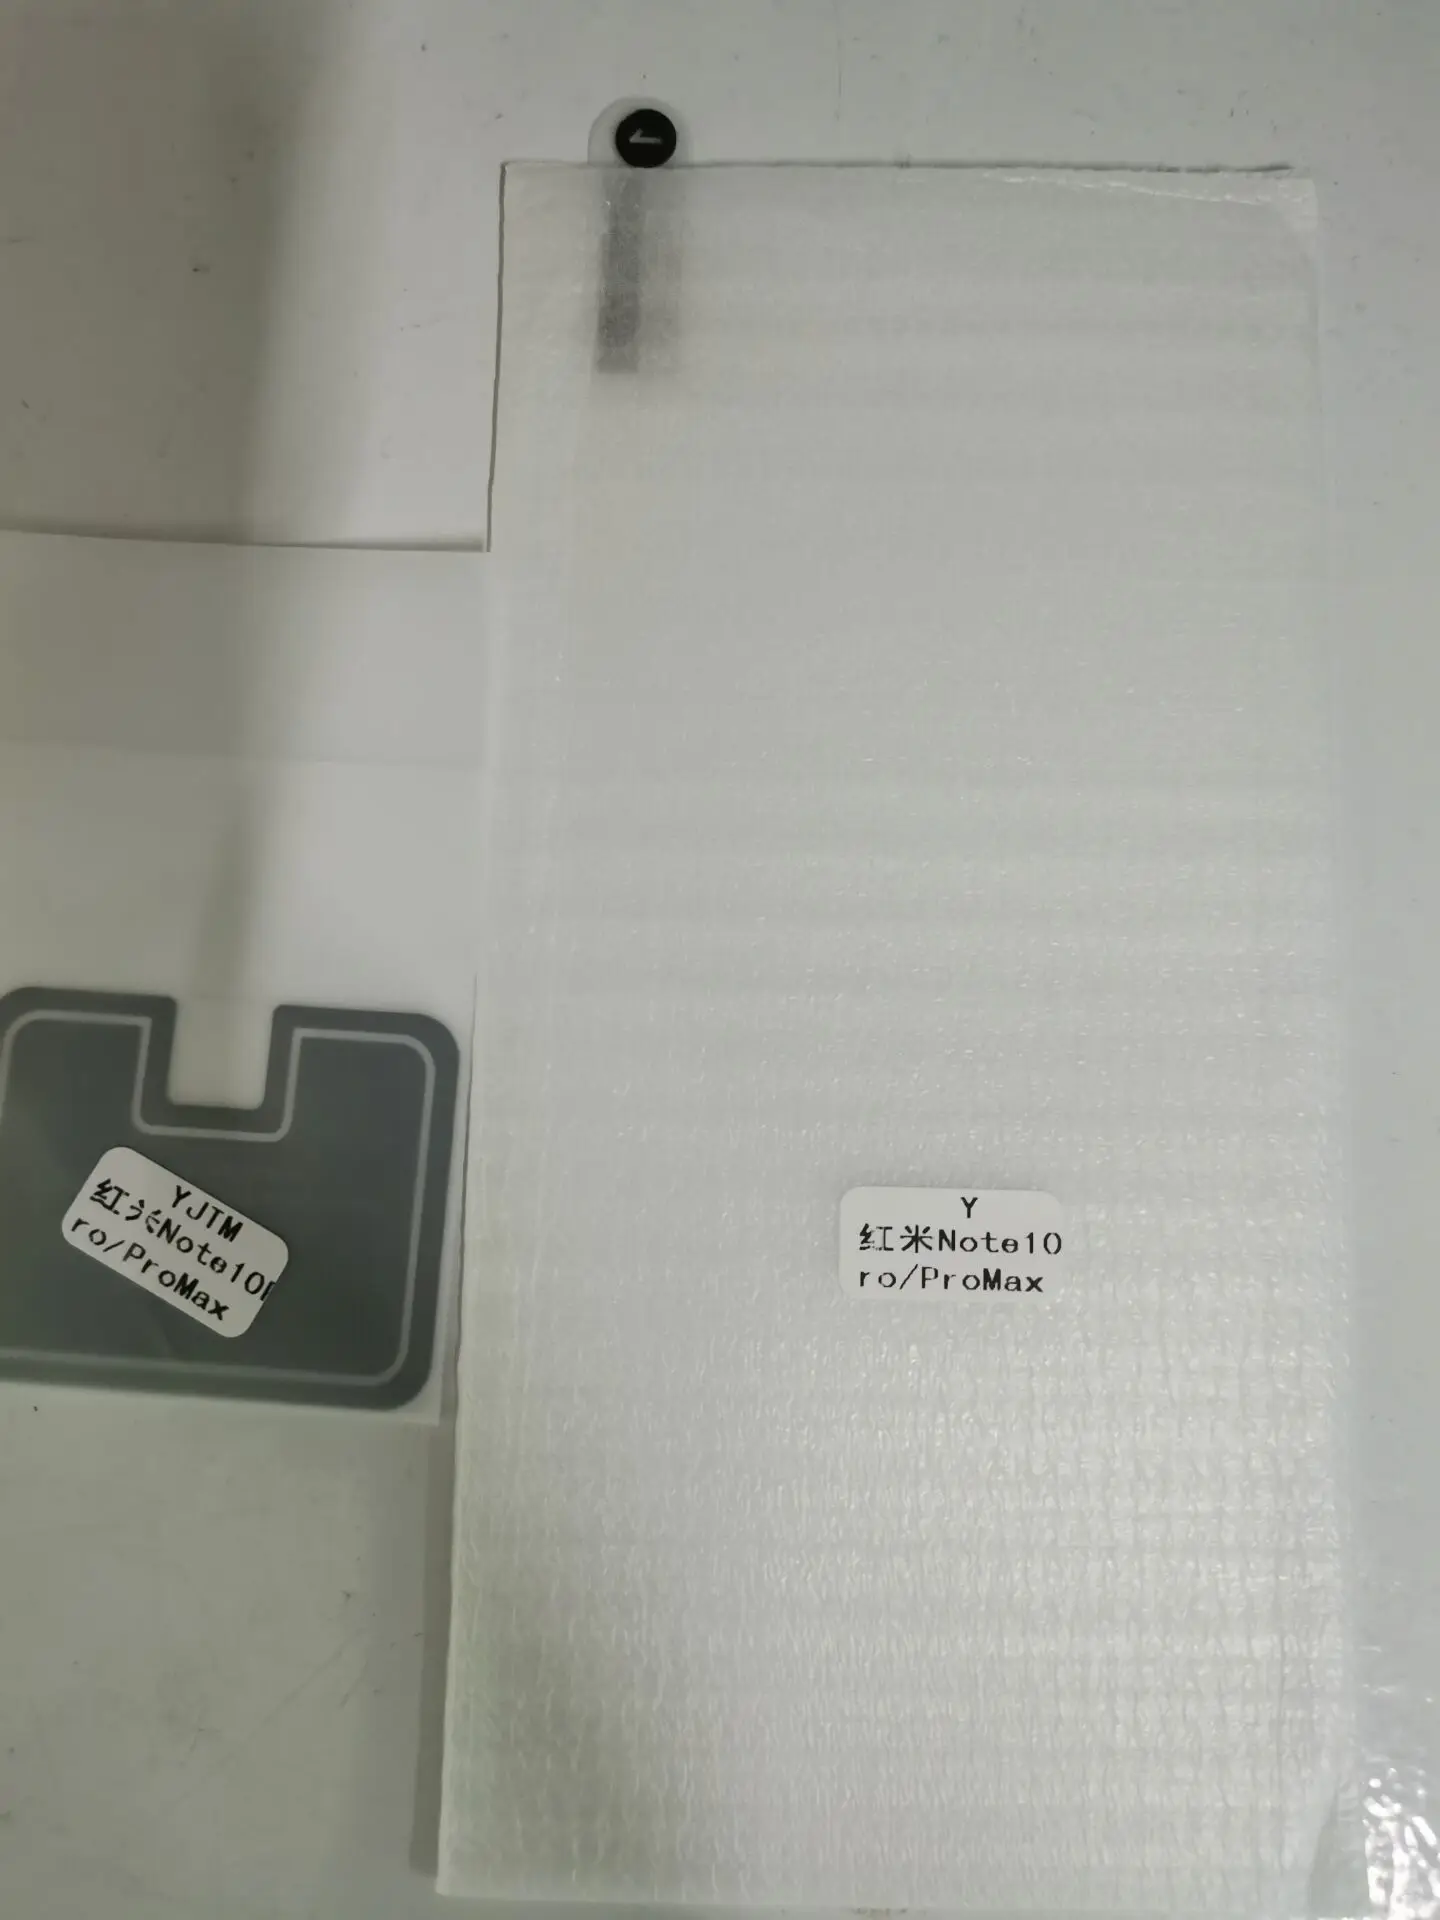 1
YJTM
红米Note10P
ro/ProMax
Y
红米Note10
ro/ProMax